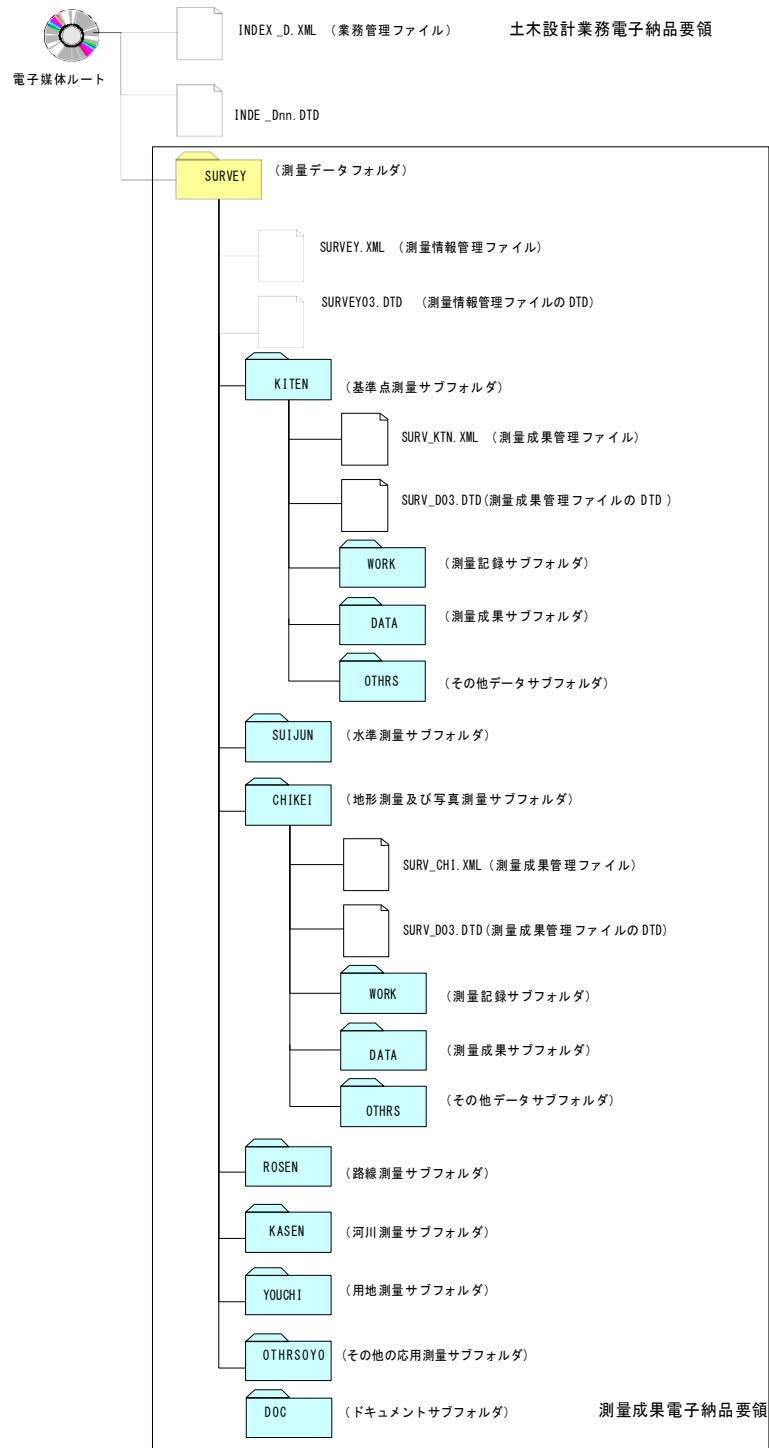 INDEX_D.XML (業務管理ファイル) 土木設計業務電子納品要領
電子媒体ルート
INDE_Dnn.DTD
SURVEY (測量データフォルダ)
SURVEY.XML (測量情報管理ファイル)
SURVEY03.DTD (測量情報管理ファイルのDTD)
KITEN (基準点測量サブフォルダ)
SURV_KTN.XML (測量成果管理ファイル)
SURV_D03.DTD(測量成果管理ファイルのDTD)
WORK (測量記録サブフォルダ)
DATA (測量成果サブフォルダ)
OTHRS (その他データサブフォルダ)
SUIJUN (水準測量サブフォルダ)
CHIKEI (地形測量及び写真測量サブフォルダ)
SURV_CHI.XML(測量成果管理ファイル)
SURV_D03.DTD(測量成果管理ファイルのDTD)
WORK (測量記録サブフォルダ)
DATA (測量成果サブフォルダ)
OTHRS (その他データサブフォルダ)
ROSEN (路線測量サブフォルダ)
KASEN (河川測量サブフォルダ)
YOUCHI (用地測量サブフォルダ)
OTHRSOYO (その他の応用測量サブフォルダ)
DOC (ドキュメントサブフォルダ) 測量成果電子納品要領